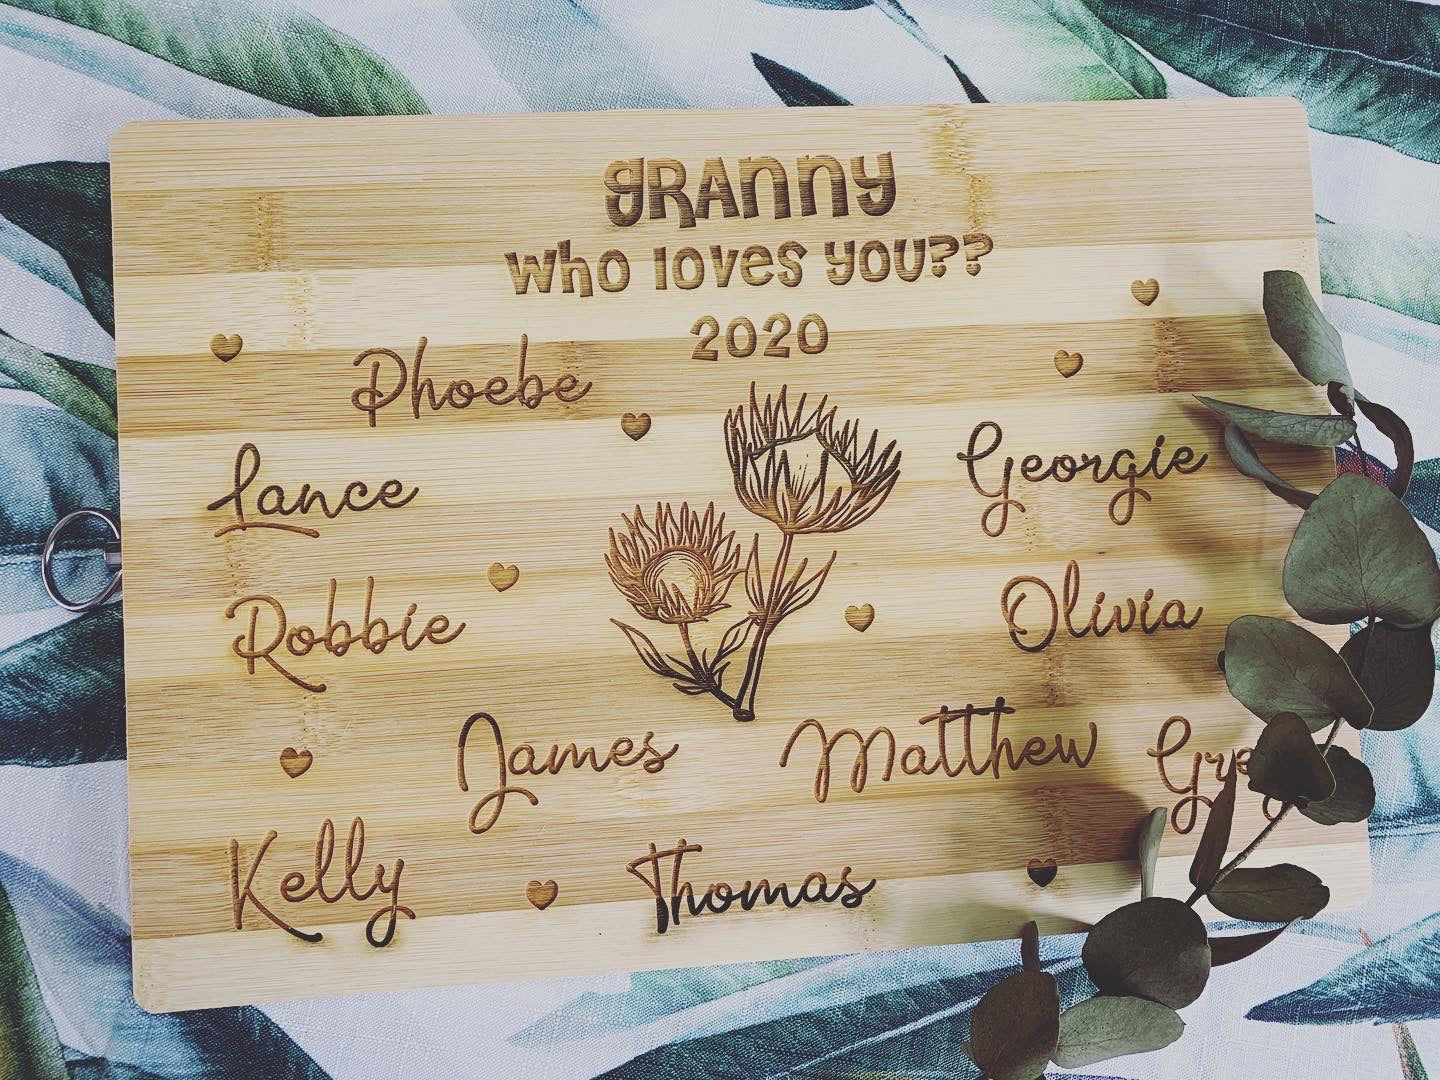 GRANNY
who loves you??
2020
Phoebe
Lance
Georgie
Robbie
Olivia
James Matthew
Kelly Thomas